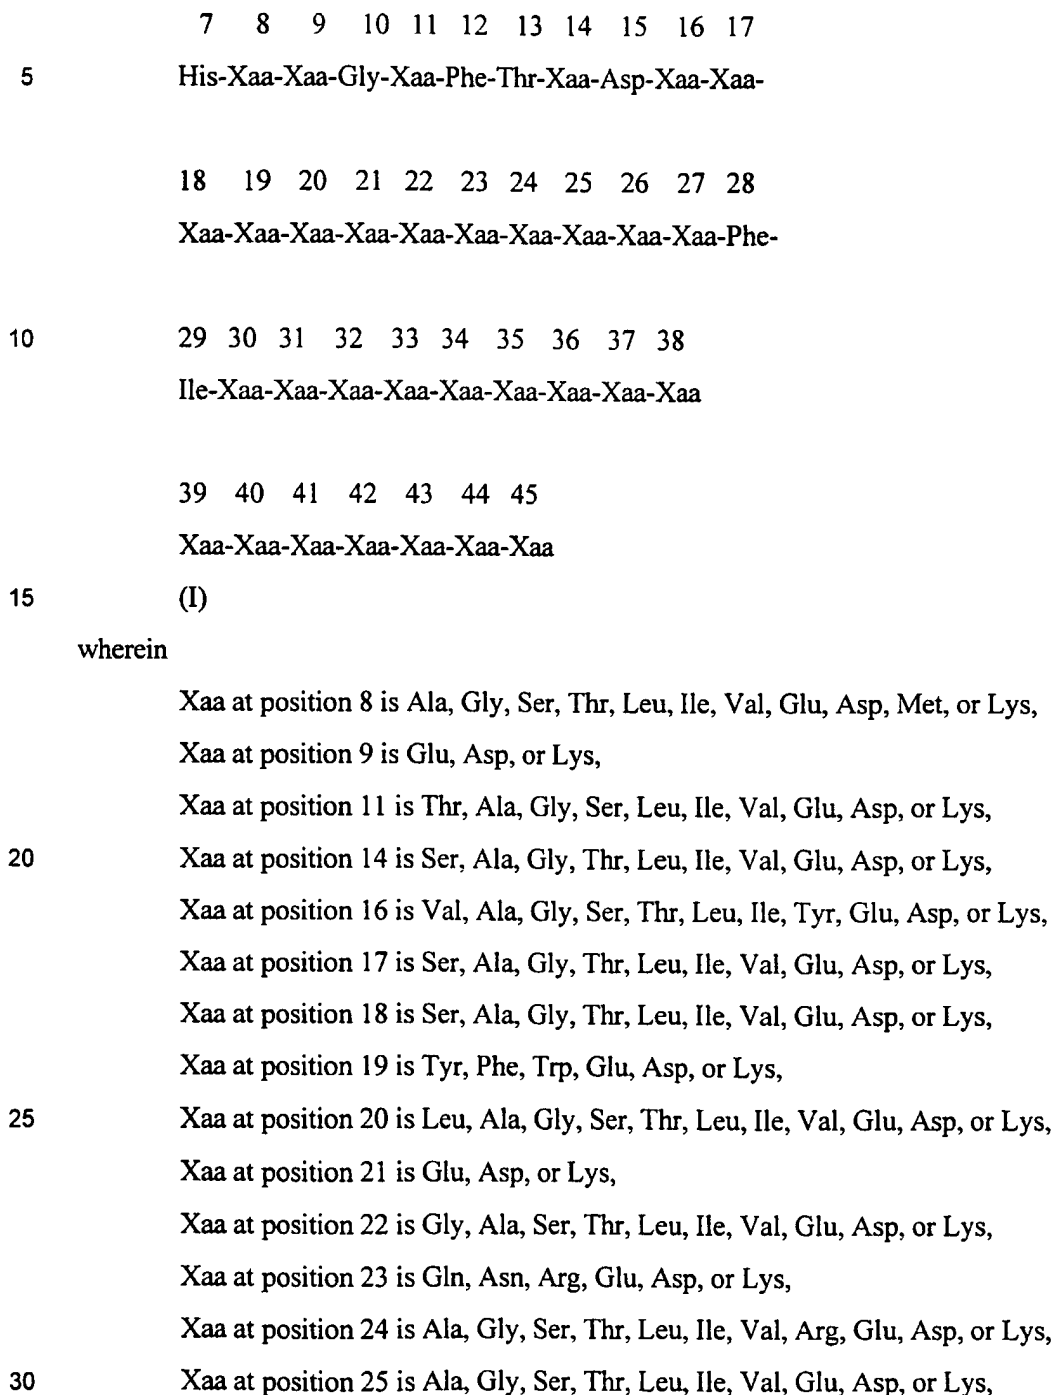 7 8 9 10 11 12 13 14 15 16 17
5 His-Xaa-Xaa-Gly-Xaa-Phe-Thr-Xaa-Asp-Xaa-Xaa-
18 19 20 21 22 23 24 25 26 27 28
Xaa-Xaa-Xaa-Xaa-Xaa-Xaa-Xaa-Xaa-Xaa-Xaa-Phe-
10 29 30 31 32 33 34 35 36 37 38
Ile-Xaa-Xaa-Xaa-Xaa-Xaa-Xaa-Xaa-Xaa-Xaa
39 40 41 42 43 44 45
Xaa-Xaa-Xaa-Xaa-Xaa-Xaa-Xaa
15 (I)
wherein
Xaa at position 8 is Ala, Gly, Ser, Thr, Leu, Ile, Val, Glu, Asp, Met, or Lys,
Xaa at position 9 is Glu, Asp, or Lys,
Xaa at position 11 is Thr, Ala, Gly, Ser, Leu, Ile, Val, Glu, Asp, or Lys,
20 Xaa at position 14 is Ser, Ala, Gly, Thr, Leu, Ile, Val, Glu, Asp, or Lys,
Xaa at position 16 is Val, Ala, Gly, Ser, Thr, Leu, Ile, Tyr, Glu, Asp, or Lys,
Xaa at position 17 is Ser, Ala, Gly, Thr, Leu, Ile, Val, Glu, Asp, or Lys,
Xaa at position 18 is Ser, Ala, Gly, Thr, Leu, Ile, Val, Glu, Asp, or Lys,
Xaa at position 19 is Tyr, Phe, Trp, Glu, Asp, or Lys,
25 Xaa at position 20 is Leu, Ala, Gly, Ser, Thr, Leu, Ile, Val, Glu, Asp, or Lys,
Xaa at position 21 is Glu, Asp, or Lys,
Xaa at position 22 is Gly, Ala, Ser, Thr, Leu, Ile, Val, Glu, Asp, or Lys,
Xaa at position 23 is Gln, Asn, Arg, Glu, Asp, or Lys,
Xaa at position 24 is Ala, Gly, Ser, Thr, Leu, Ile, Val, Arg, Glu, Asp, or Lys,
30 Xaa at position 25 is Ala, Gly, Ser, Thr, Leu, Ile, Val, Glu, Asp, or Lys,